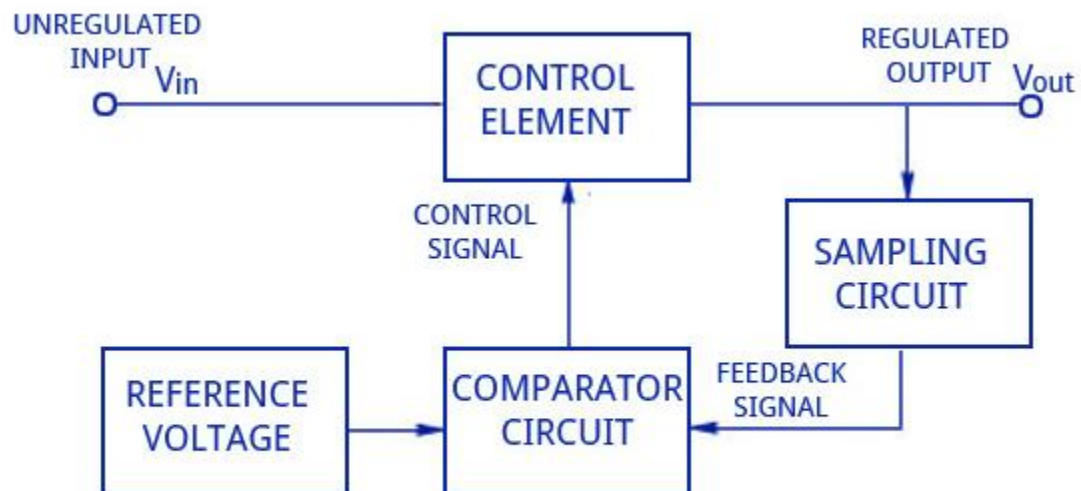 UNREGULATED
INPUT
Vin
CONTROL
ELEMENT
REGULATED
OUTPUT
Vout
CONTROL
SIGNAL
SAMPLING
CIRCUIT
REFERENCE
VOLTAGE
COMPARATOR
CIRCUIT
FEEDBACK
SIGNAL